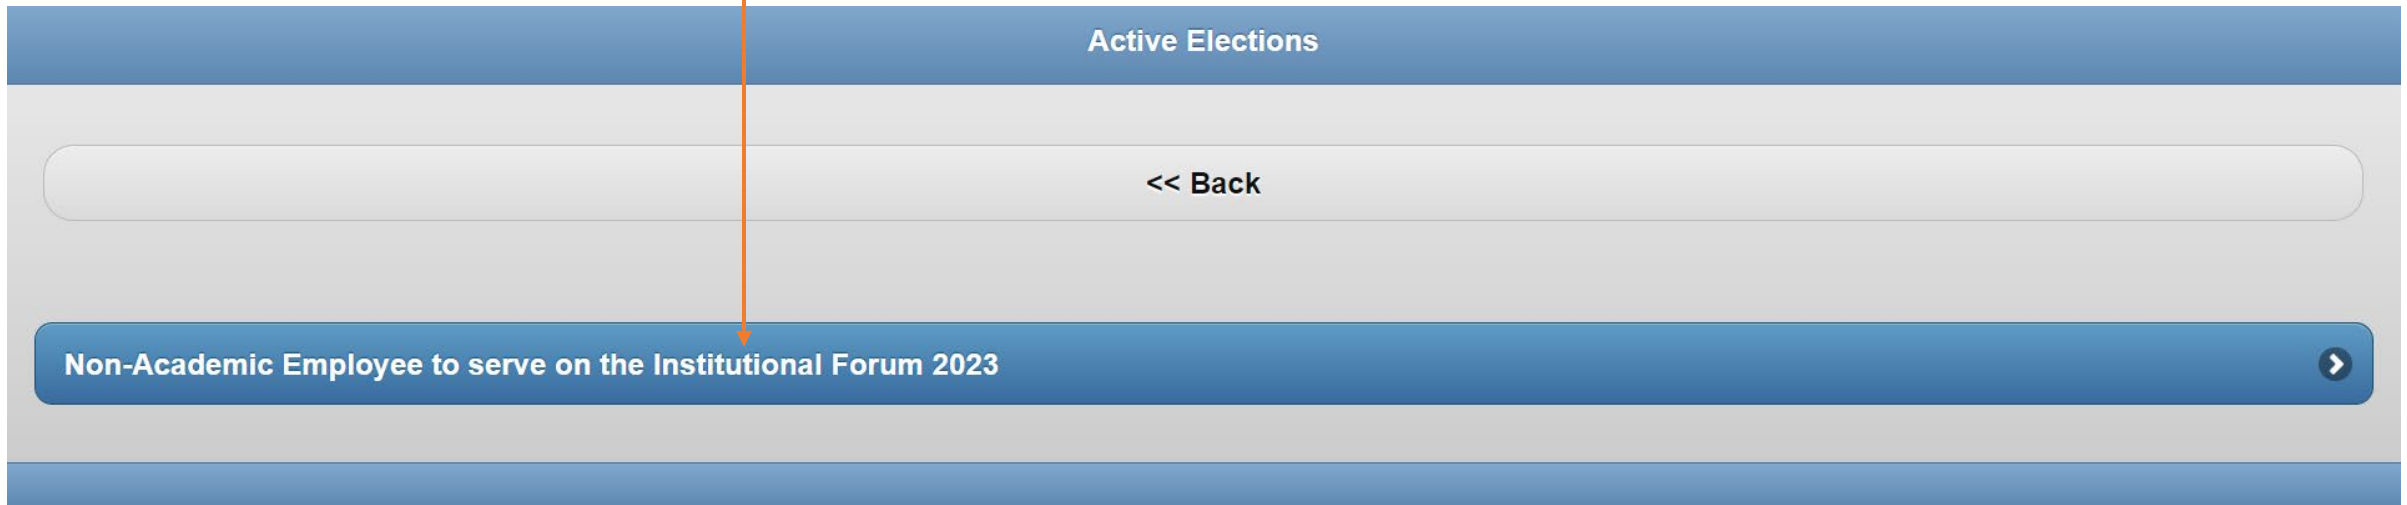 Active Elections
<< Back
Non-Academic Employee to serve on the Institutional Forum 2023